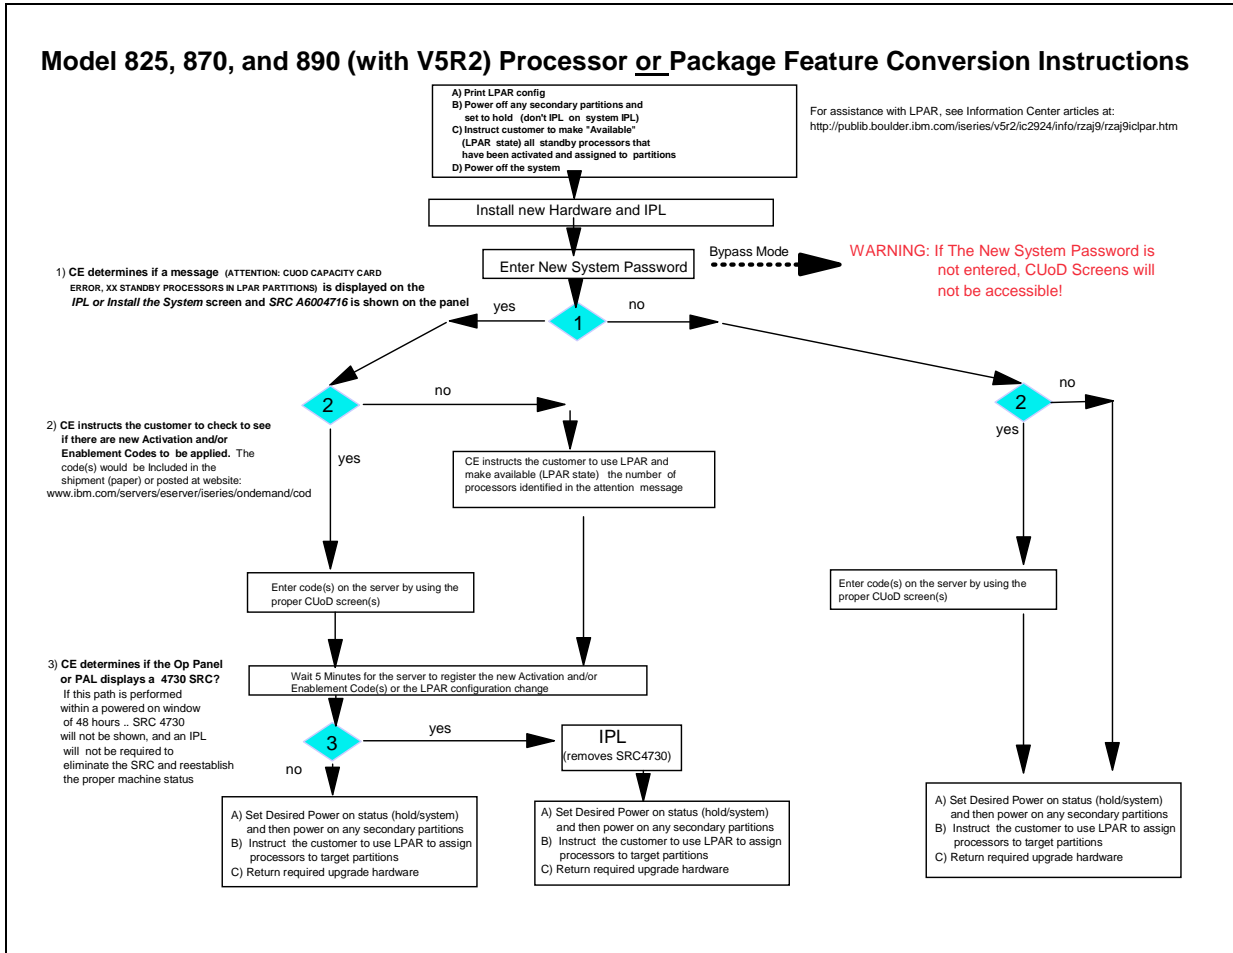 Model 825, 870, and 890 (with V5R2) Processor or Package Feature Conversion Instructions
A) Print LPAR config
B) Power off any secondary partitions and
set to hold (don't IPL on system IPL)
C) Instruct customer to make "Available"
(LPAR state) all standby processors that
have been activated and assigned to partitions
D) Power off the system
For assistance with LPAR, see Information Center articles at:
http://publib.boulder.ibm.com/iseries/v5r2/ic2924/info/rzaj9/rzaj9iclpar.htm
Install new Hardware and IPL
Enter New System Password
Bypass Mode
WARNING: If The New System Password is
not entered, CUoD Screens will
not be accessible!
1) CE determines if a message (ATTENTION: CUOD CAPACITY CARD
ERROR, XX STANDBY PROCESSORS IN LPAR PARTITIONS) is displayed on the
IPL or Install the System screen and SRC A6004716 is shown on the panel
yes
1
no
2
no
2
no
2) CE instructs the customer to check to see
if there are new Activation and/or
Enablement Codes to be applied. The
code(s) would be Included in the
shipment (paper) or posted at website:
www.ibm.com/servers/eserver/iseries/ondemand/cod
yes
yes
CE instructs the customer to use LPAR and
make available (LPAR state) the number of
processors identified in the attention message
Enter code(s) on the server by using the
proper CUoD screen(s)
Enter code(s) on the server by using the
proper CUoD screen(s)
3) CE determines if the Op Panel
or PAL displays a 4730 SRC?
If this path is performed
within a powered on window
of 48 hours .. SRC 4730
will not be shown, and an IPL
will not be required to
eliminate the SRC and reestablish
the proper machine status
Wait 5 Minutes for the server to register the new Activation and/or
Enablement Code(s) or the LPAR configuration change
3
yes
no
IPL
(removes SRC4730)
A) Set Desired Power on status (hold/system)
and then power on any secondary partitions
B) Instruct the customer to use LPAR to assign
processors to target partitions
C) Return required upgrade hardware
A) Set Desired Power on status (hold/system)
and then power on any secondary partitions
B) Instruct the customer to use LPAR to assign
processors to target partitions
C) Return required upgrade hardware
A) Set Desired Power on status (hold/system)
and then power on any secondary partitions
B) Instruct the customer to use LPAR to assign
processors to target partitions
C) Return required upgrade hardware